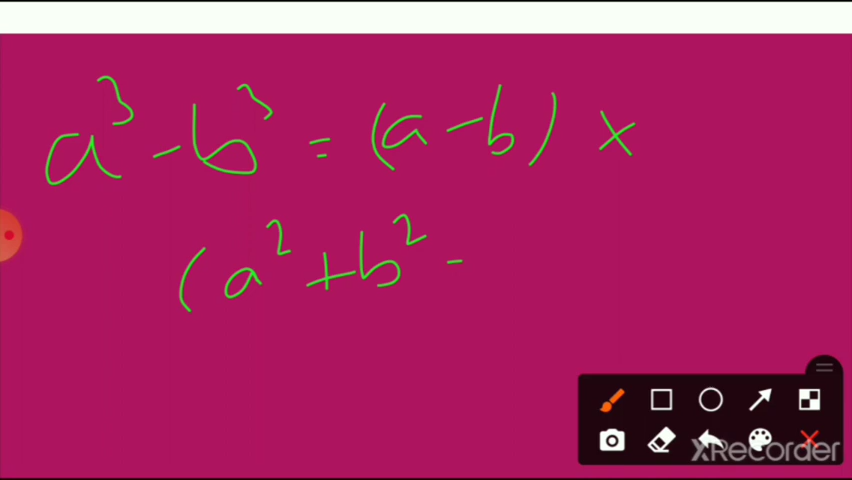 a³ - b³ = (a - b) ×
(a² + b² -
XRecorder